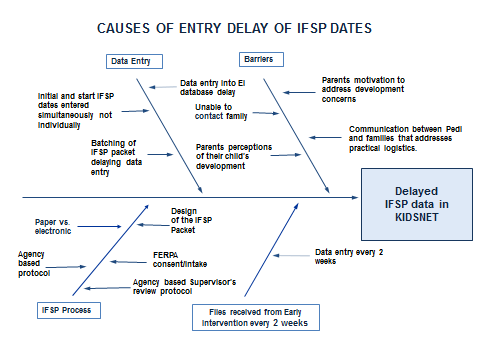 CAUSES OF ENTRY DELAY OF IFSP DATES
Data Entry
Barriers
Data entry into EI
database delay
Parents motivation to
address development
concerns
Initial and start IFSP
dates entered
simultaneously not
individually
Unable to
contact family
Communication between Pedi
and families that addresses
practical logistics.
Batching of
IFSP packet
delaying data
entry
Parents perceptions
of their child's
development
Delayed
IFSP data in
KIDSNET
Paper vs.
electronic
Design
of the IFSP
Packet
Agency
based
protocol
FERPA
consent/intake
Data entry every 2
weeks
Agency based Supervisor's
review protocol
IFSP Process
Files received from Early
Intervention every 2 weeks